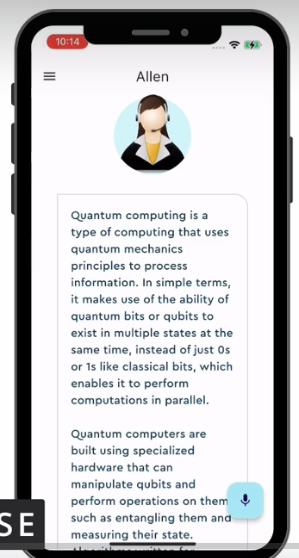 10:14
Allen
Quantum computing is a
type of computing that uses
quantum mechanics
principles to process
information. In simple terms,
it makes use of the ability of
quantum bits or qubits to
exist in multiple states at the
same time, instead of just 0s
or 1s like classical bits, which
enables it to perform
computations in parallel.
Quantum computers are
built using specialized
hardware that can
manipulate qubits and
perform operations on them
such as entangling them and
measuring their state.
SE